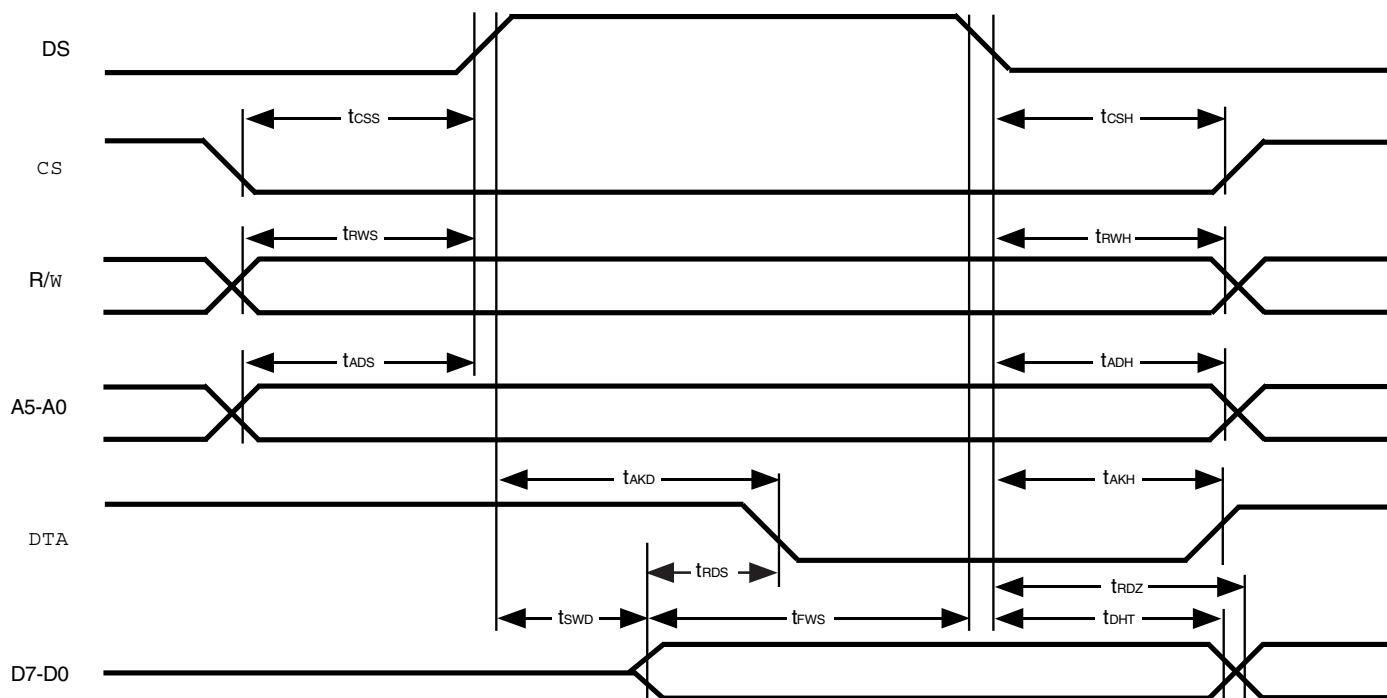 DS
tCSS tCSH
CS
tRWS tRWH
R/W
tADS tADH
A5-A0
tAKD tAKH
DTA
tRDS tRDZ
tSWD tFWS tDHT
D7-D0